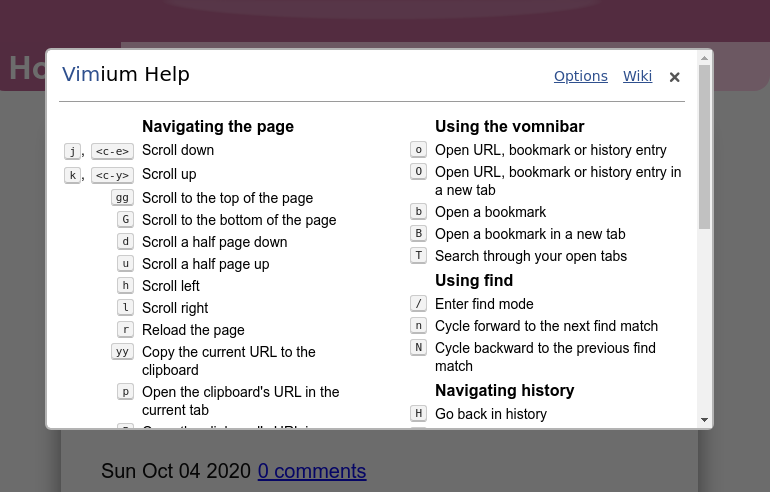 Ho
Vimium Help
Options Wiki ×
Navigating the page
j, <c-e> Scroll down
k, <c-y> Scroll up
gg Scroll to the top of the page
G Scroll to the bottom of the page
d Scroll a half page down
u Scroll a half page up
h Scroll left
l Scroll right
r Reload the page
yy Copy the current URL to the
clipboard
p Open the clipboard's URL in the
current tab
Using the vomnibar
o Open URL, bookmark or history entry
O Open URL, bookmark or history entry in
a new tab
b Open a bookmark
B Open a bookmark in a new tab
T Search through your open tabs
Using find
/ Enter find mode
n Cycle forward to the next find match
N Cycle backward to the previous find
match
Navigating history
H Go back in history
Sun Oct 04 2020 0 comments